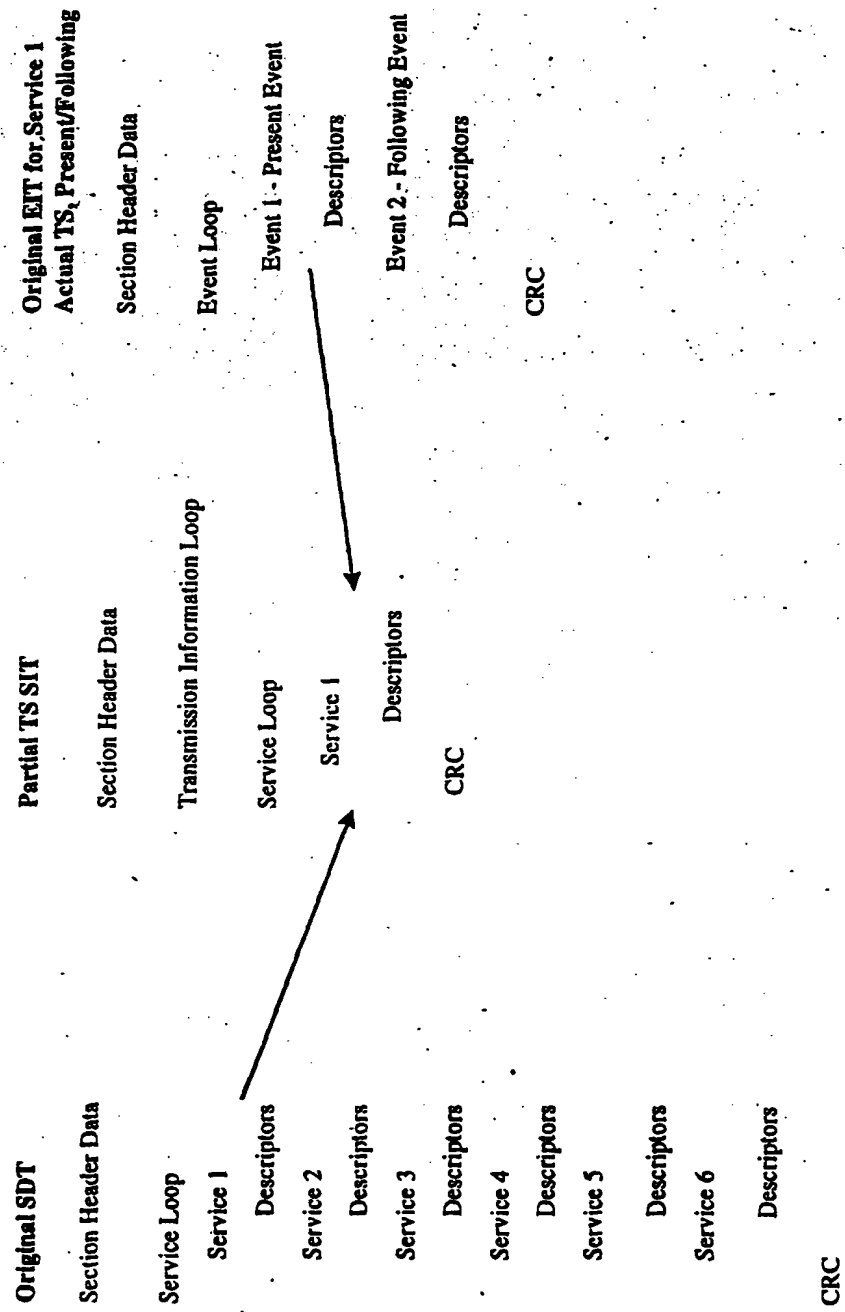 Original SDT
Section Header Data
Service Loop
Service 1
Descriptors
Service 2
Descriptors
Service 3
Descriptors
Service 4
Descriptors
Service 5
Descriptors
Service 6
Descriptors
CRC
Partial TS SIT
Section Header Data
Transmission Information Loop
Service Loop
Service 1
Descriptors
CRC
Original EIT for Service 1
Actual TS, Present/Following
Section Header Data
Event Loop
Event 1 - Present Event
Descriptors
Event 2 - Following Event
Descriptors
CRC